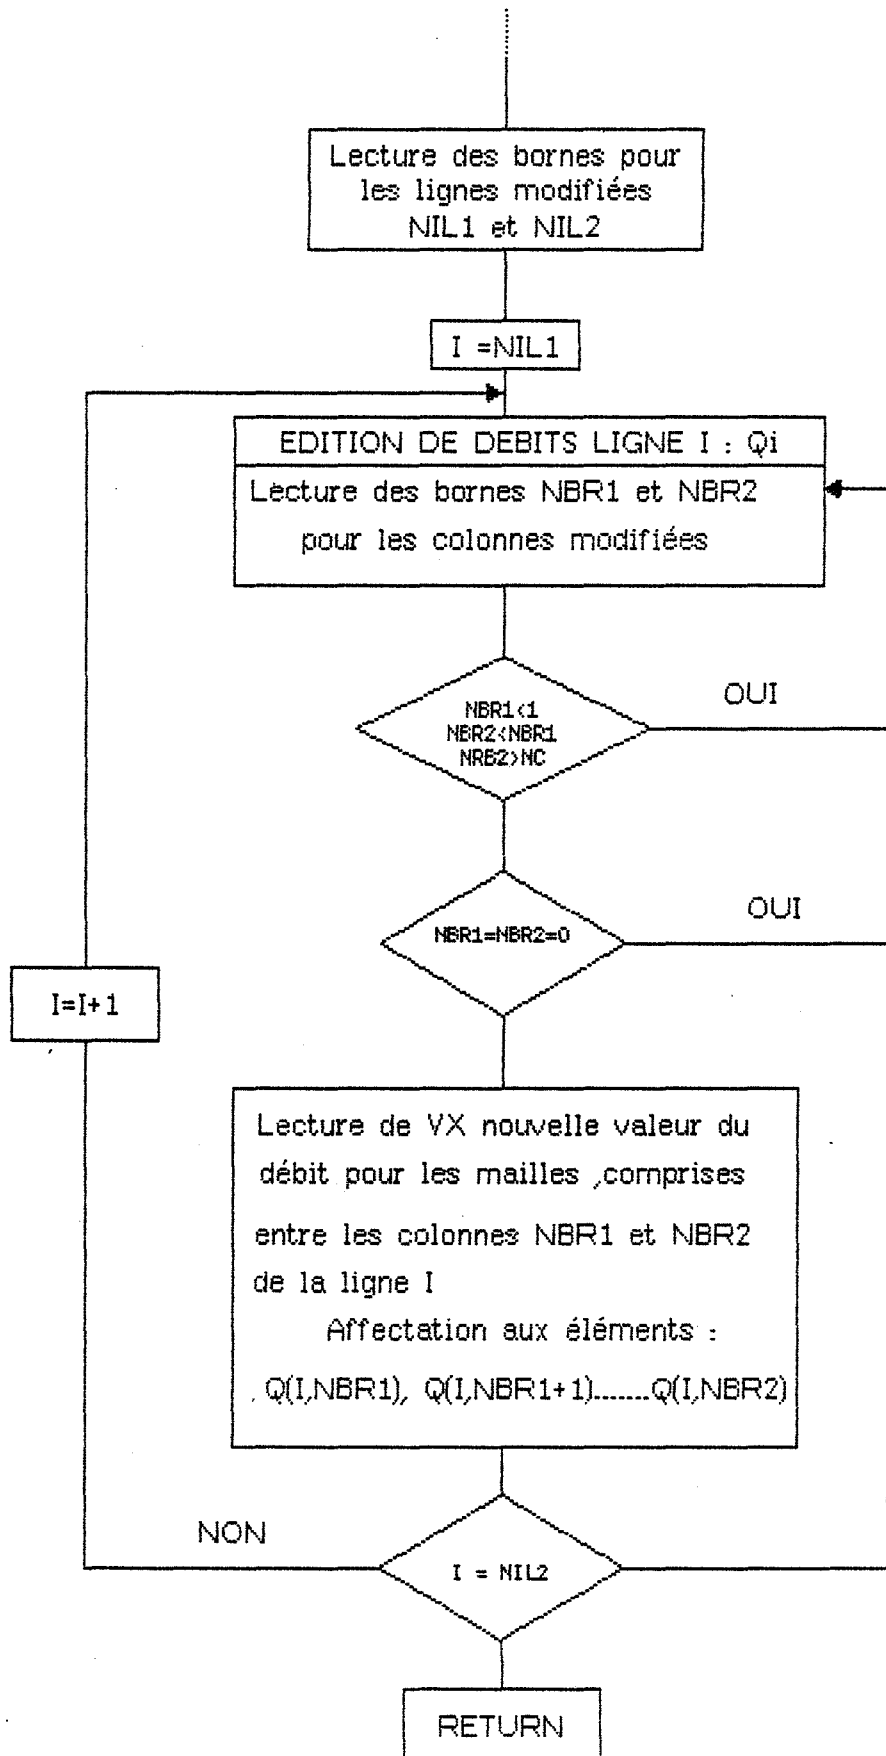 Lecture des bornes pour
les lignes modifiées
NIL1 et NIL2
I =NIL1
EDITION DE DEBITS LIGNE I : Qi
Lecture des bornes NBR1 et NBR2
pour les colonnes modifiées
NBR1<1
NBR2<NBR1
NRB2>NC
OUI
NBR1=NBR2=0
OUI
I=I+1
Lecture de VX nouvelle valeur du
débit pour les mailles ,comprises
entre les colonnes NBR1 et NBR2
de la ligne I
Affectation aux éléments :
Q(I,NBR1), Q(I,NBR1+1).......Q(I,NBR2)
NON
I = NIL2
RETURN